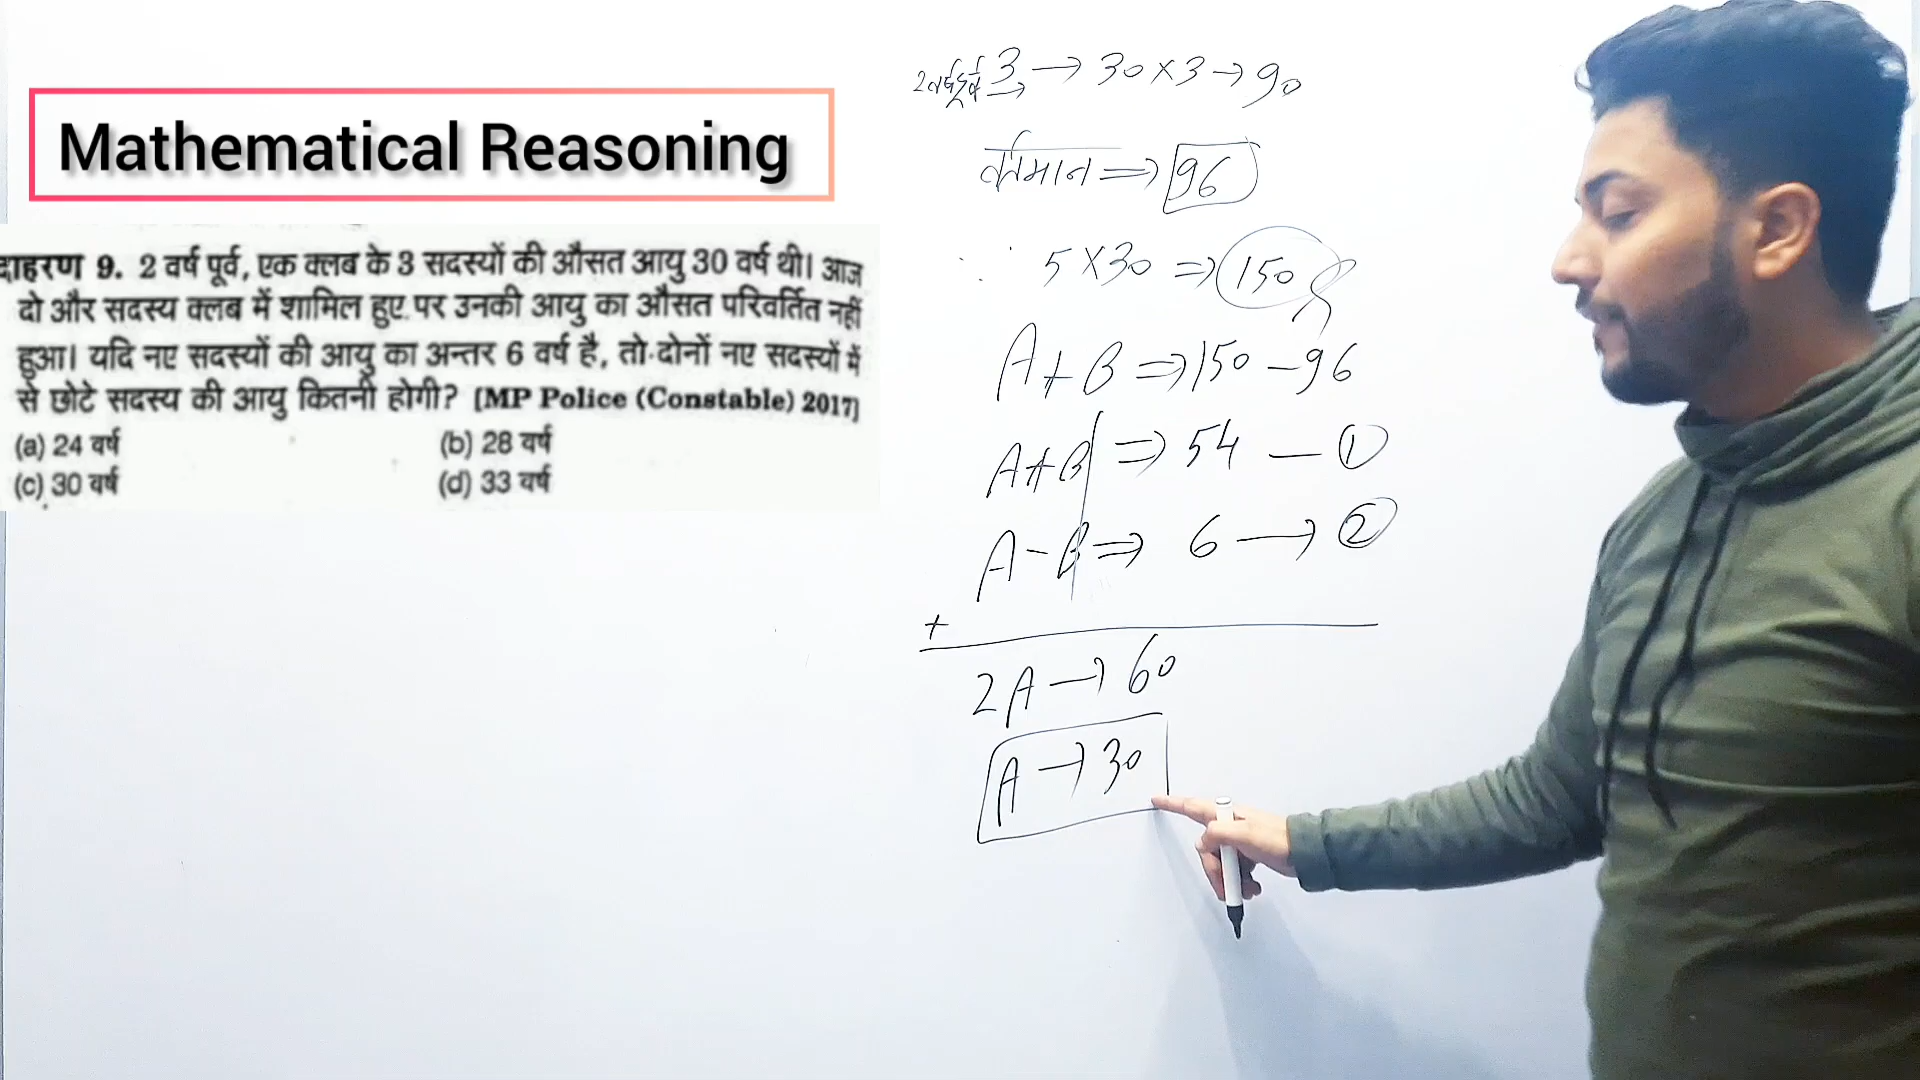 Mathematical Reasoning
दाहरण 9. 2 वर्ष पूर्व, एक क्लब के 3 सदस्यों की औसत आयु 30 वर्ष थी। आज
दो और सदस्य क्लब में शामिल हुए पर उनकी आयु का औसत परिवर्तित नहीं
हुआ। यदि नए सदस्यों की आयु का अन्तर 6 वर्ष है, तो दोनों नए सदस्यों में
से छोटे सदस्य की आयु कितनी होगी? [MP Police (Constable) 2017]
(a) 24 वर्ष (b) 28 वर्ष
(c) 30 वर्ष (d) 33 वर्ष
2 वर्ष पूर्व 3 → 30 × 3 → 90
वर्तमान ⇒ 96
∴ 5 × 30 ⇒ 150
A + B ⇒ 150 - 96
A + B ⇒ 54 — 1
A - B ⇒ 6 → 2
+
2A → 60
A → 30